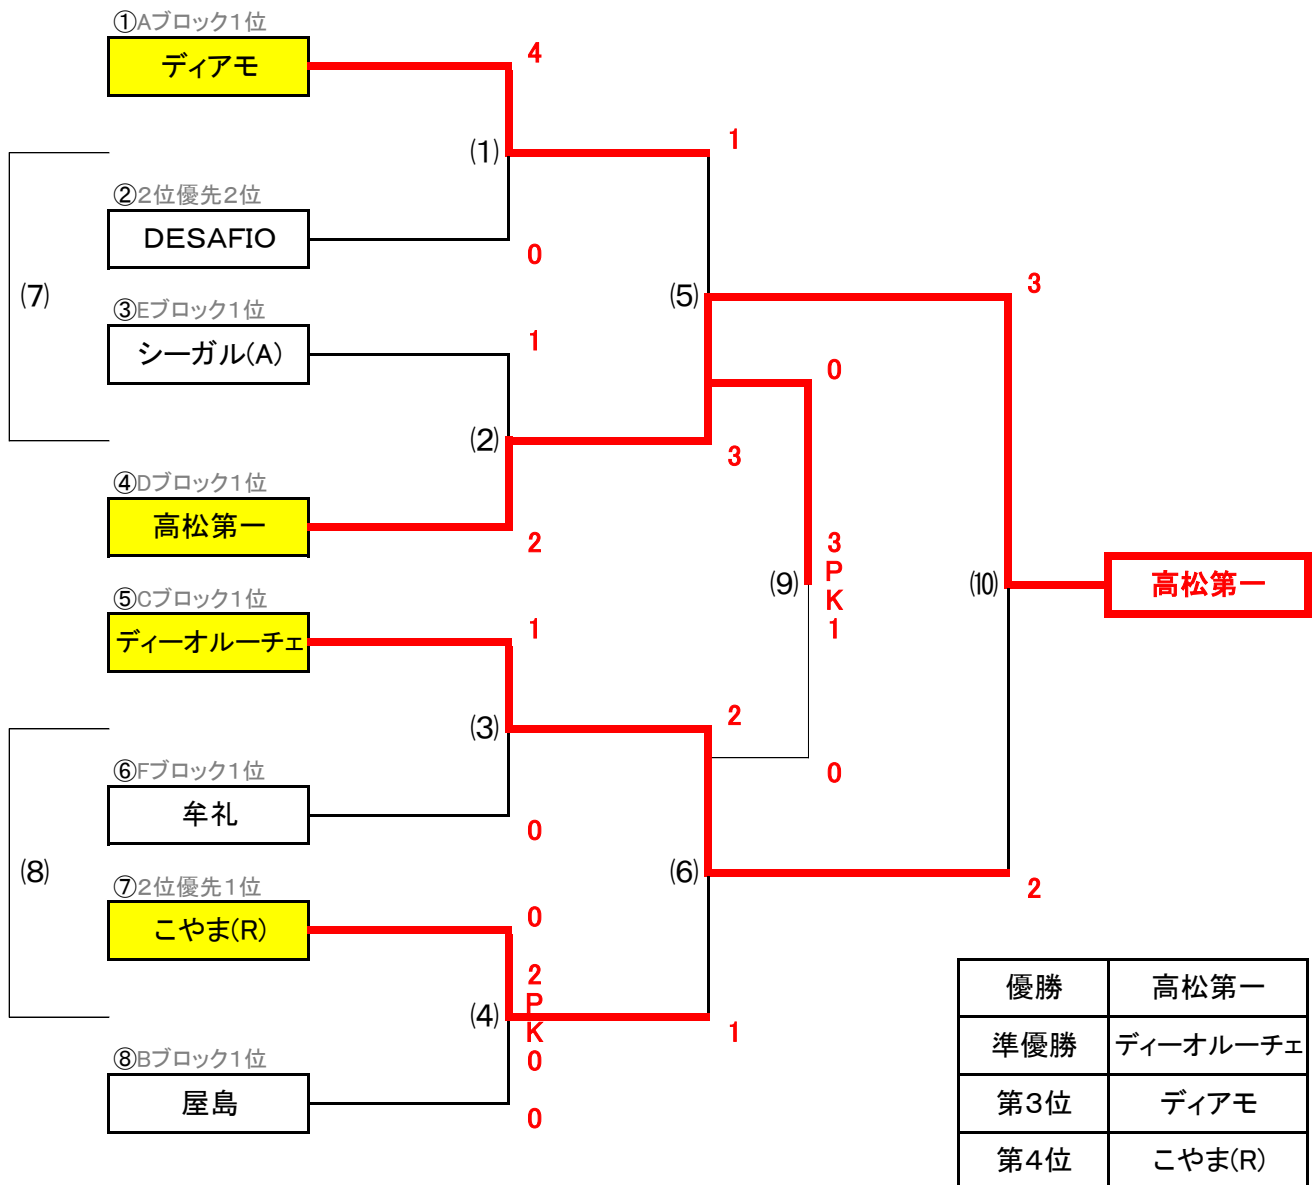 ①Aブロック1位
ディアモ
4
(1)
1
②2位優先2位
DESAFIO
0
(7)
(5)
3
③Eブロック1位
シーガル(A)
1
0
(2)
3
④Dブロック1位
高松第一
2
3
P
K
1
(9)
(10)
高松第一
⑤Cブロック1位
ディーオルーチェ
1
(3)
2
⑥Fブロック1位
牟礼
0
0
(8)
(6)
2
⑦2位優先1位
こやま(R)
0
2
P
K
0
(4)
1
⑧Bブロック1位
屋島
0
優勝 高松第一
準優勝 ディーオルーチェ
第3位 ディアモ
第4位 こやま(R)